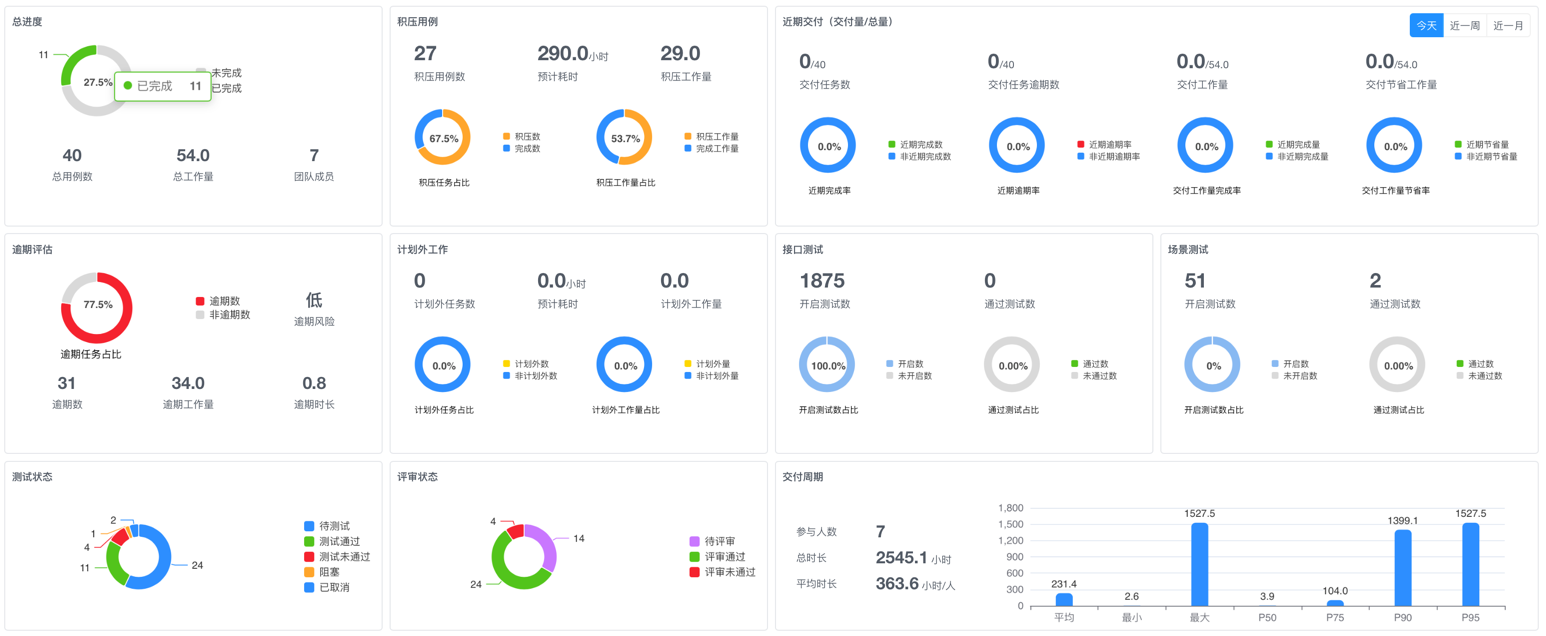 总进度
11
27.5%
已完成 11
未完成
已完成
40
总用例数
54.0
总工作量
7
团队成员
积压用例
27
积压用例数
290.0小时
预计耗时
29.0
积压工作量
67.5%
积压数
完成数
积压任务占比
53.7%
积压工作量
完成工作量
积压工作量占比
近期交付（交付量/总量）
今天 近一周 近一月
0/40
交付任务数
0/40
交付任务逾期数
0.0/54.0
交付工作量
0.0/54.0
交付节省工作量
0.0%
近期完成数
非近期完成数
近期完成率
0.0%
近期逾期率
非近期逾期率
近期逾期率
0.0%
近期完成量
非近期完成量
交付工作量完成率
0.0%
近期节省量
非近期节省量
交付工作量节省率
逾期评估
77.5%
逾期任务占比
逾期数
非逾期数
低
逾期风险
31
逾期数
34.0
逾期工作量
0.8
逾期时长
计划外工作
0
计划外任务数
0.0小时
预计耗时
0.0
计划外工作量
0.0%
计划外数
非计划外数
计划外任务占比
0.0%
计划外量
非计划外量
计划外工作量占比
接口测试
1875
开启测试数
0
通过测试数
100.0%
开启数
未开启数
开启测试数占比
0.00%
通过数
未通过数
通过测试占比
场景测试
51
开启测试数
2
通过测试数
0%
开启数
未开启数
开启测试数占比
0.00%
通过数
未通过数
通过测试占比
测试状态
2
1
4
11
24
待测试
测试通过
测试未通过
阻塞
已取消
评审状态
4
14
24
待评审
评审通过
评审未通过
交付周期
参与人数 7
总时长 2545.1 小时
平均时长 363.6 小时/人
1,800
1,500
1,200
900
600
300
0
231.4
2.6
1527.5
3.9
104.0
1399.1
1527.5
平均 最小 最大 P50 P75 P90 P95